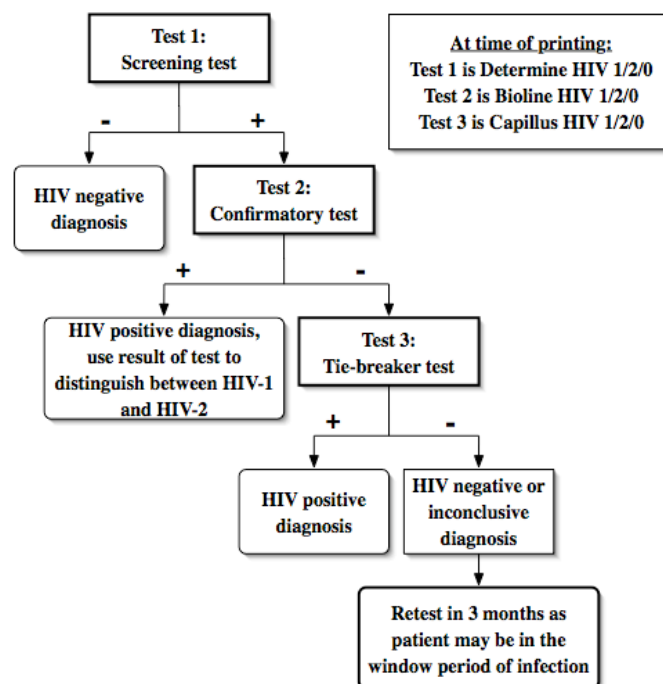 Test 1:
Screening test
At time of printing:
Test 1 is Determine HIV 1/2/0
Test 2 is Bioline HIV 1/2/0
Test 3 is Capillus HIV 1/2/0
-
+
HIV negative
diagnosis
Test 2:
Confirmatory test
+
-
HIV positive diagnosis,
use result of test to
distinguish between HIV-1
and HIV-2
Test 3:
Tie-breaker test
+
-
HIV positive
diagnosis
HIV negative or
inconclusive
diagnosis
Retest in 3 months as
patient may be in the
window period of infection